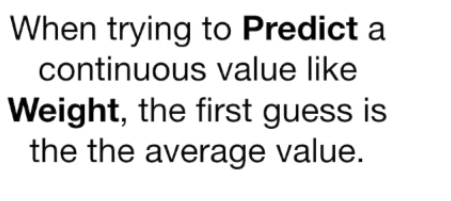 When trying to Predict a
continuous value like
Weight, the first guess is
the the average value.